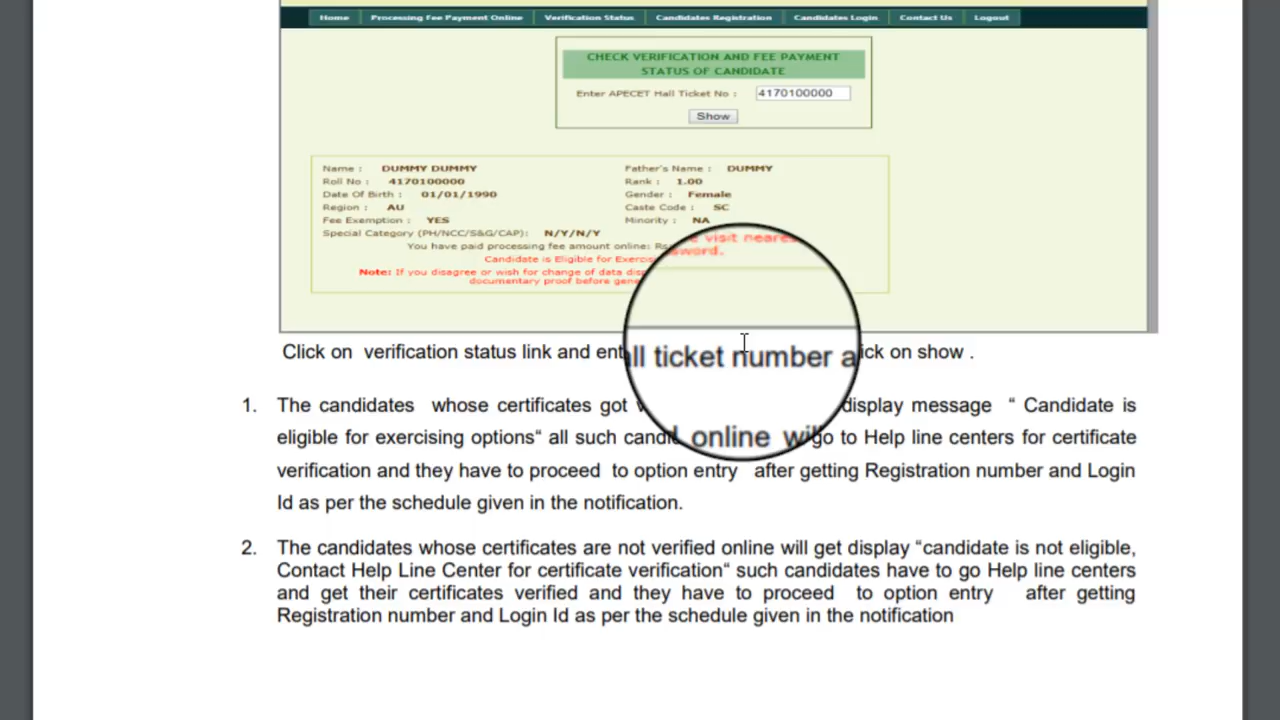 Home Processing Fee Payment Online Verification Status Candidates Registration Candidates Login Contact Us Logout
CHECK VERIFICATION AND FEE PAYMENT
STATUS OF CANDIDATE
Enter APECET Hall Ticket No : 4170100000
Show
Name : DUMMY DUMMY Father's Name : DUMMY
Roll No : 4170100000 Rank : 1.00
Date Of Birth : 01/01/1990 Gender : Female
Region : AU Caste Code : SC
Fee Exemption : YES Minority : NA
Special Category (PH/NCC/S&G/CAP): N/Y/N/Y
You have paid processing fee amount online:
Candidate is Eligible for
Note: If you disagree or wish for change of data
documentary proof before
visit
Click on verification status link and ticket number on show .
1. The candidates whose certificates got display message “ Candidate is
eligible for exercising options“ all such online go to Help line centers for certificate
verification and they have to proceed to option entry after getting Registration number and Login
Id as per the schedule given in the notification.
2. The candidates whose certificates are not verified online will get display “candidate is not eligible,
Contact Help Line Center for certificate verification“ such candidates have to go Help line centers
and get their certificates verified and they have to proceed to option entry after getting
Registration number and Login Id as per the schedule given in the notification